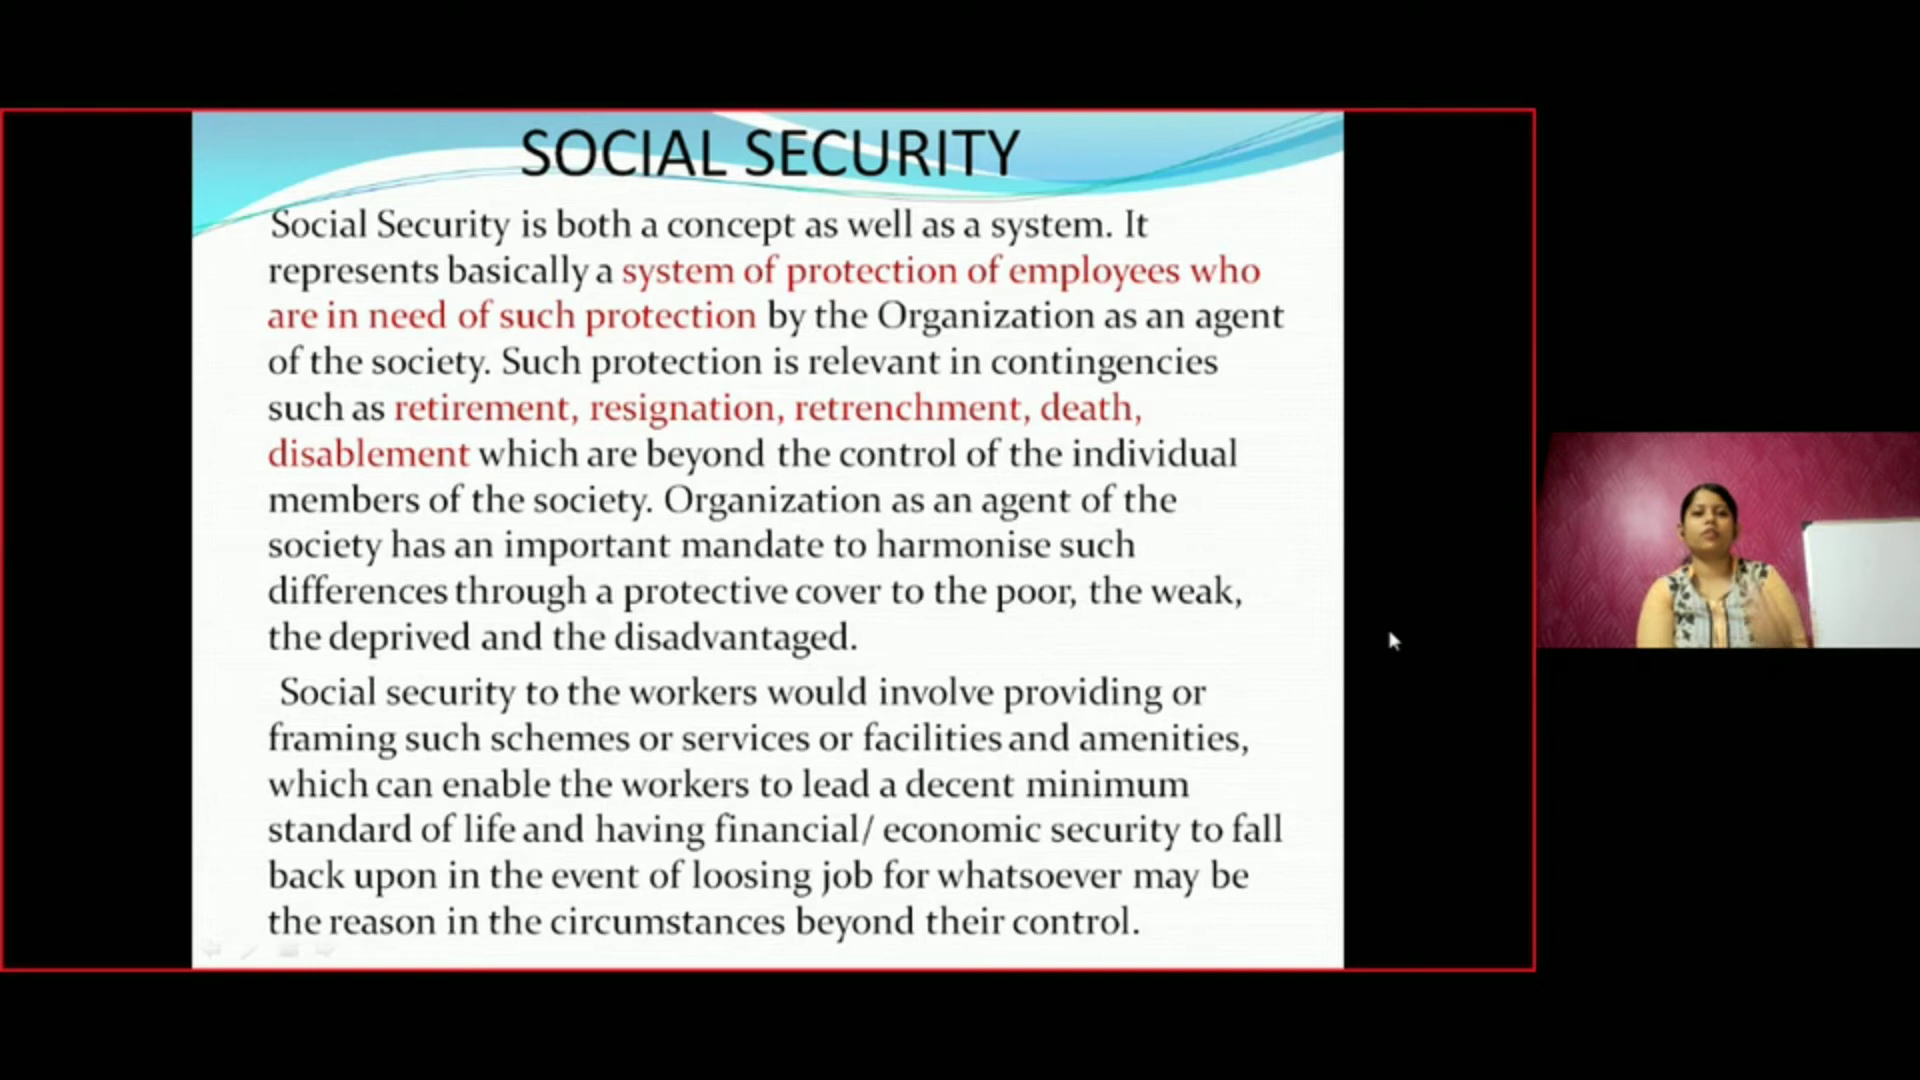 SOCIAL SECURITY
Social Security is both a concept as well as a system. It
represents basically a system of protection of employees who
are in need of such protection by the Organization as an agent
of the society. Such protection is relevant in contingencies
such as retirement, resignation, retrenchment, death,
disablement which are beyond the control of the individual
members of the society. Organization as an agent of the
society has an important mandate to harmonise such
differences through a protective cover to the poor, the weak,
the deprived and the disadvantaged.
Social security to the workers would involve providing or
framing such schemes or services or facilities and amenities,
which can enable the workers to lead a decent minimum
standard of life and having financial/ economic security to fall
back upon in the event of loosing job for whatsoever may be
the reason in the circumstances beyond their control.